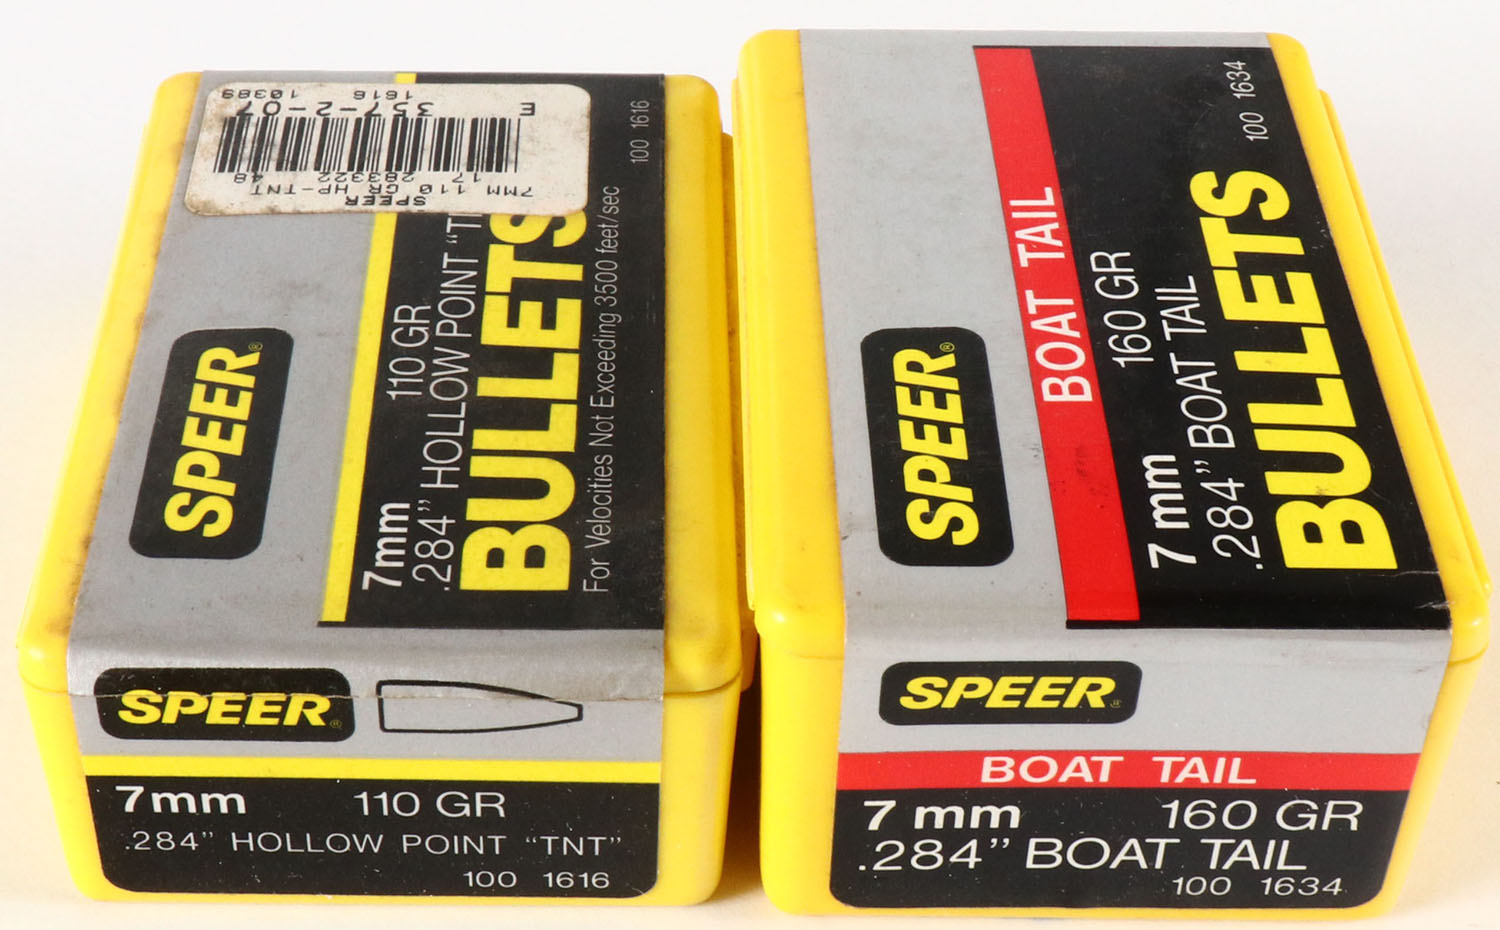 SPEER
7MM 110 GR HP-TNT
17 283322 48
E 357-2-07
1616 10389
SPEER®
110 GR
7mm
.284” HOLLOW POINT “T
BULLETS
For Velocities Not Exceeding 3500 feet/sec
100 1616
SPEER®
7mm 110 GR
.284” HOLLOW POINT “TNT”
100 1616
SPEER®
BOAT TAIL
160 GR
7 mm
.284” BOAT TAIL
BULLETS
100 1634
SPEER®
BOAT TAIL
7 mm 160 GR
.284” BOAT TAIL
100 1634